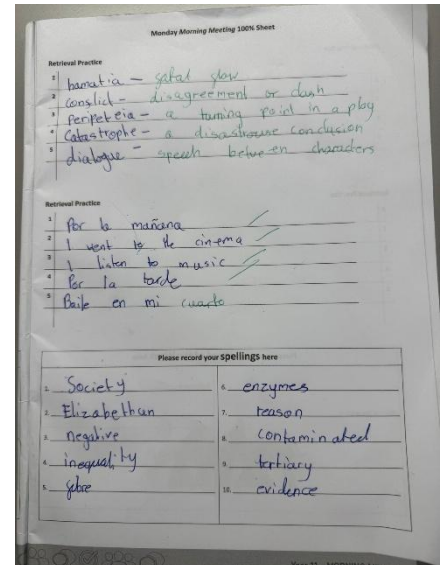 Monday Morning Meeting 100% Sheet
Retrieval Practice
1 hamatia - fatal flow
2 conflict - disagreement or clash
3 peripeteia - a turning point in a play
4 Catastrophe - a disastrouse conclusion
5 dialogue - speech between characters
Retrieval Practice
1 Por la mañana
2 I went to the cinema
3 I listen to music
4 Por la tarde
5 Baile en mi cuarto
Please record your spellings here
1. Society
2. Elizabethan
3. negative
4. inequality
5.
6. enzymes
7. reason
8. contaminated
9. tertiary
10. evidence